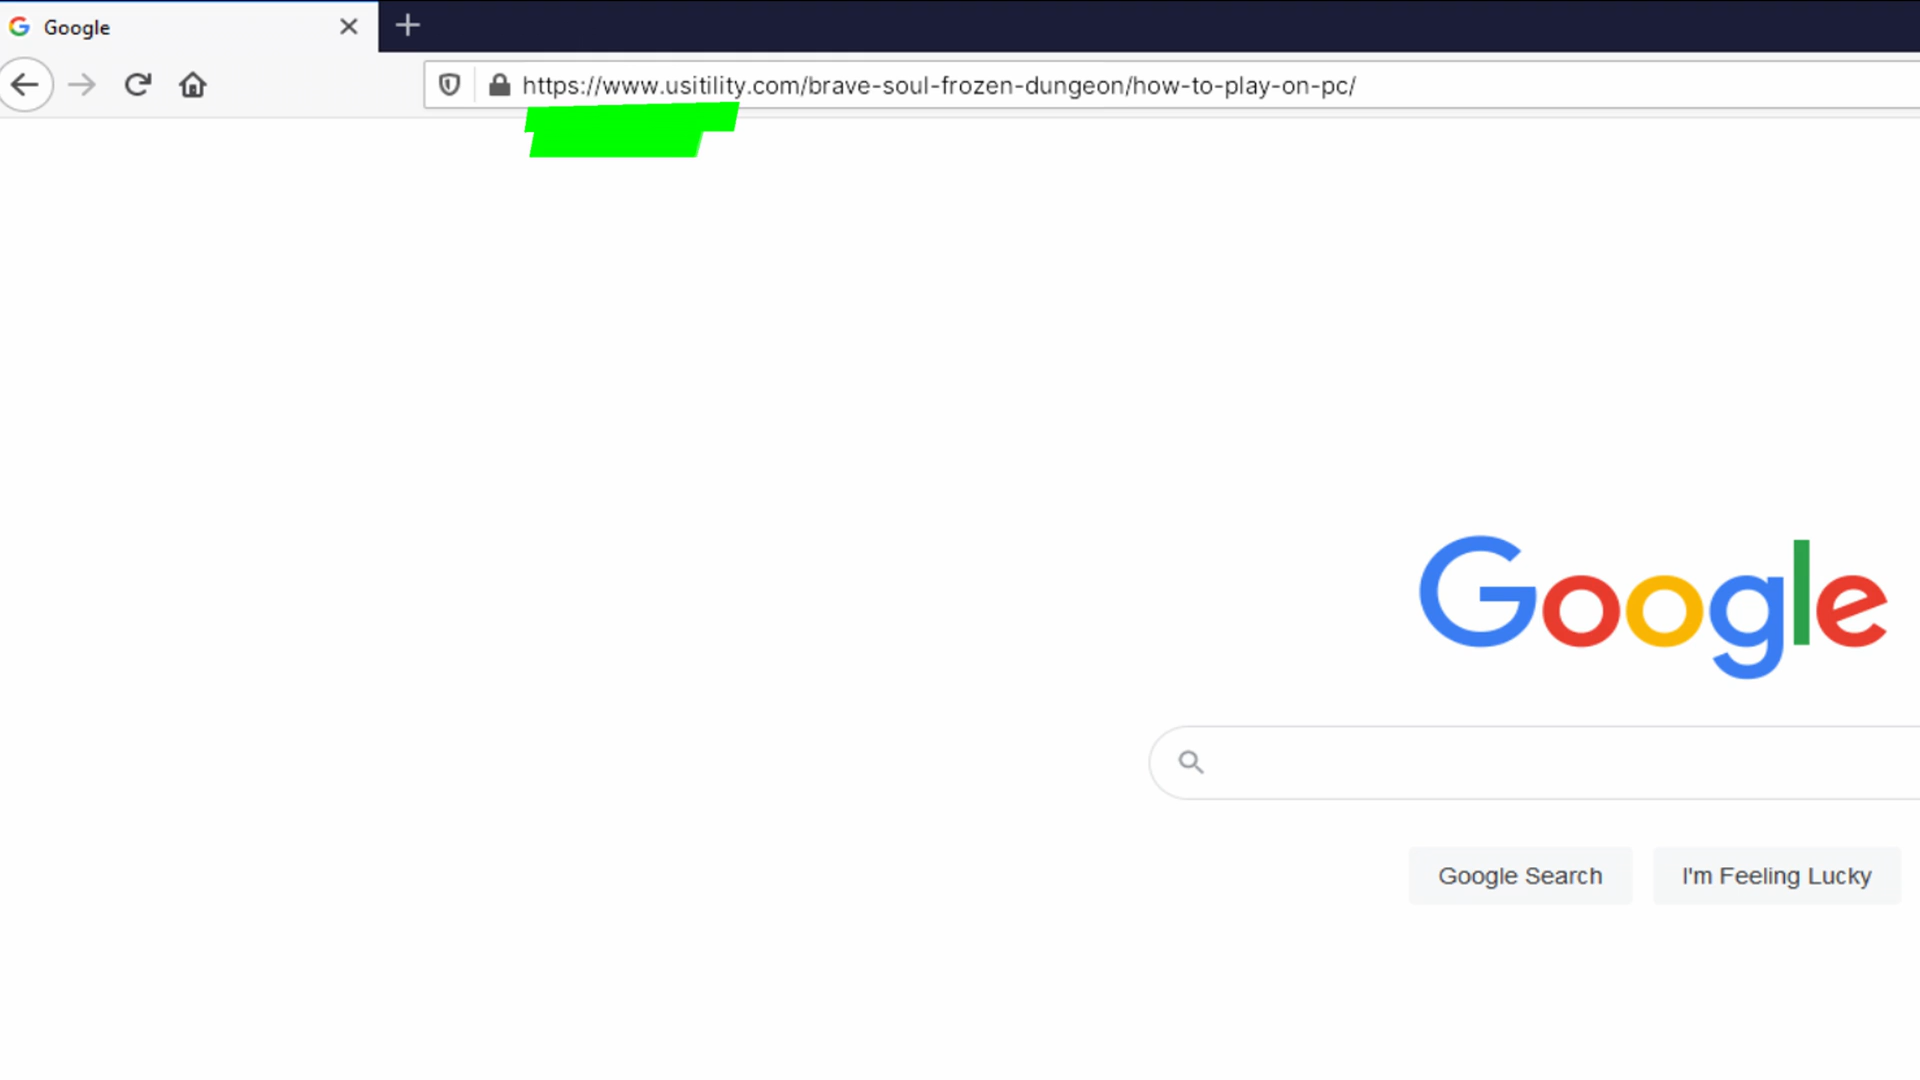 Google
https://www.usitility.com/brave-soul-frozen-dungeon/how-to-play-on-pc/
Google
Google Search
I'm Feeling Lucky